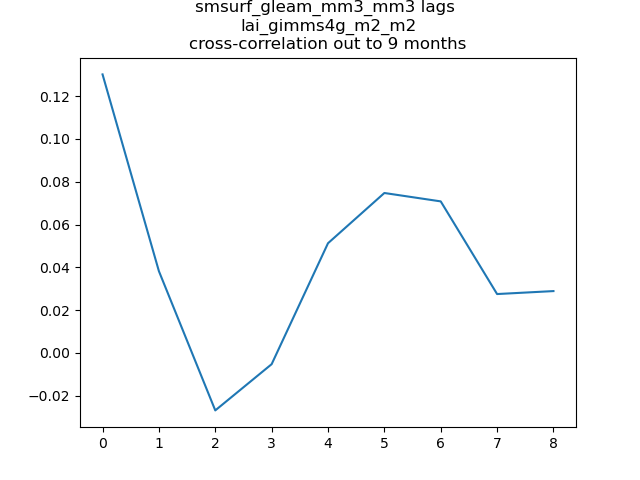 smsurf_gleam_mm3_mm3 lags
lai_gimms4g_m2_m2
cross-correlation out to 9 months
0.12
0.10
0.08
0.06
0.04
0.02
0.00
−0.02
0 1 2 3 4 5 6 7 8